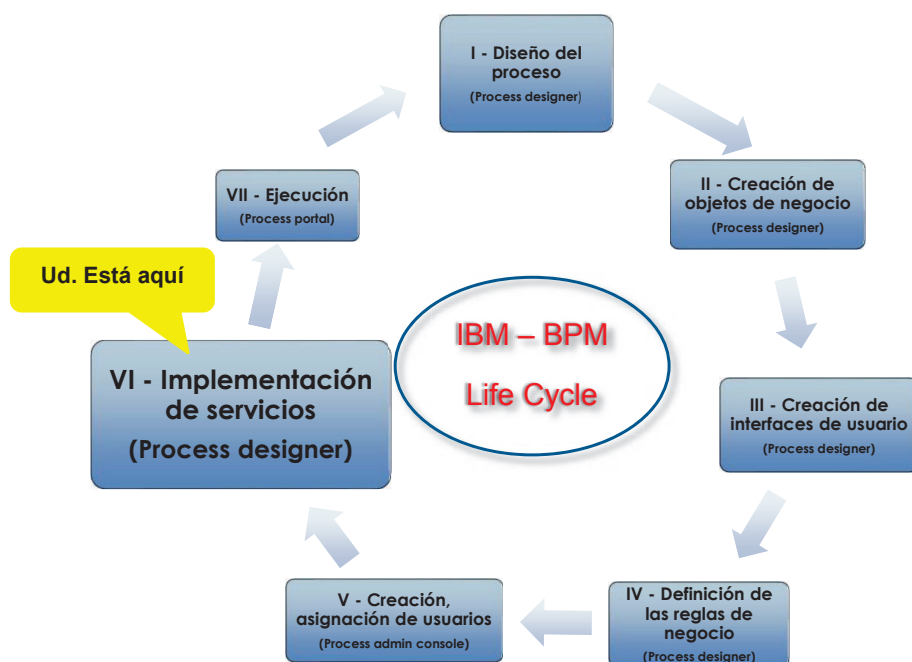 I - Diseño del
proceso
(Process designer)
II - Creación de
objetos de negocio
(Process designer)
III - Creación de
interfaces de usuario
(Process designer)
IV - Definición de
las reglas de
negocio
(Process designer)
V - Creación,
asignación de usuarios
(Process admin console)
VI - Implementación
de servicios
(Process designer)
VII - Ejecución
(Process portal)
Ud. Está aquí
IBM – BPM
Life Cycle